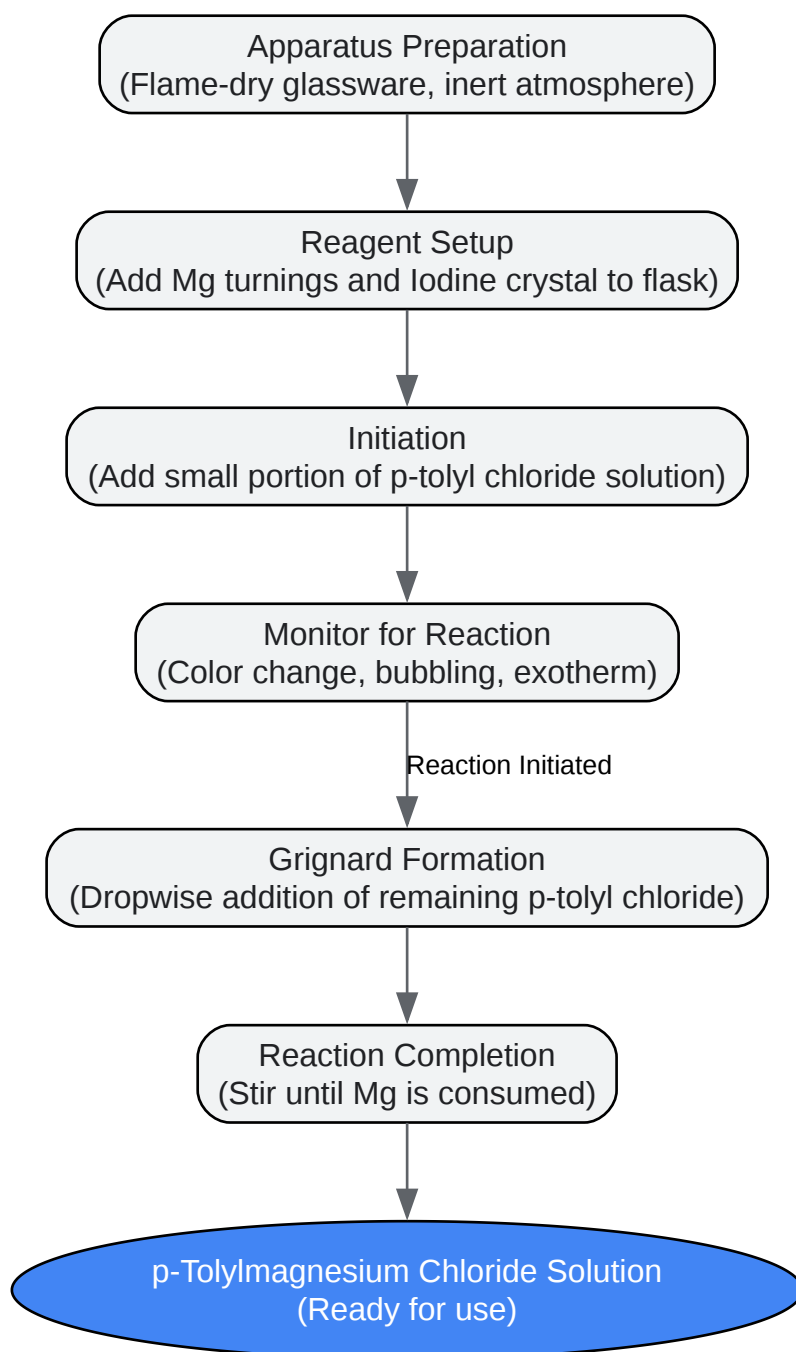 Apparatus Preparation
(Flame-dry glassware, inert atmosphere)
Reagent Setup
(Add Mg turnings and Iodine crystal to flask)
Initiation
(Add small portion of p-tolyl chloride solution)
Monitor for Reaction
(Color change, bubbling, exotherm)
Reaction Initiated
Grignard Formation
(Dropwise addition of remaining p-tolyl chloride)
Reaction Completion
(Stir until Mg is consumed)
p-Tolylmagnesium Chloride Solution
(Ready for use)